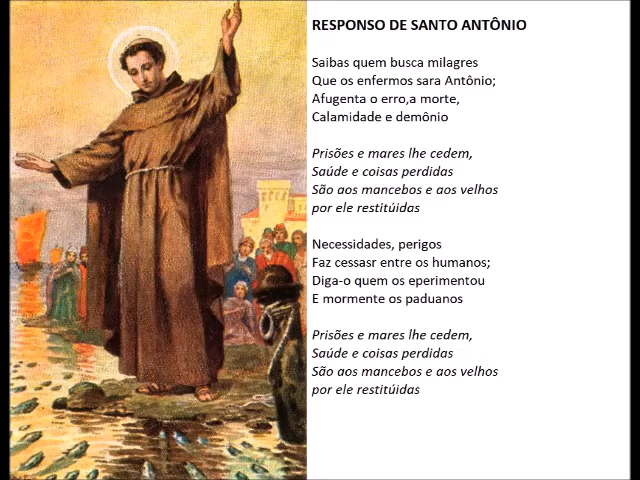 RESPONSO DE SANTO ANTÔNIO
Saibas quem busca milagres
Que os enfermos sara Antônio;
Afugenta o erro,a morte,
Calamidade e demônio
Prisões e mares lhe cedem,
Saúde e coisas perdidas
São aos mancebos e aos velhos
por ele restitúidas
Necessidades, perigos
Faz cessasr entre os humanos;
Diga-o quem os eperimentou
E mormente os paduanos
Prisões e mares lhe cedem,
Saúde e coisas perdidas
São aos mancebos e aos velhos
por ele restitúidas